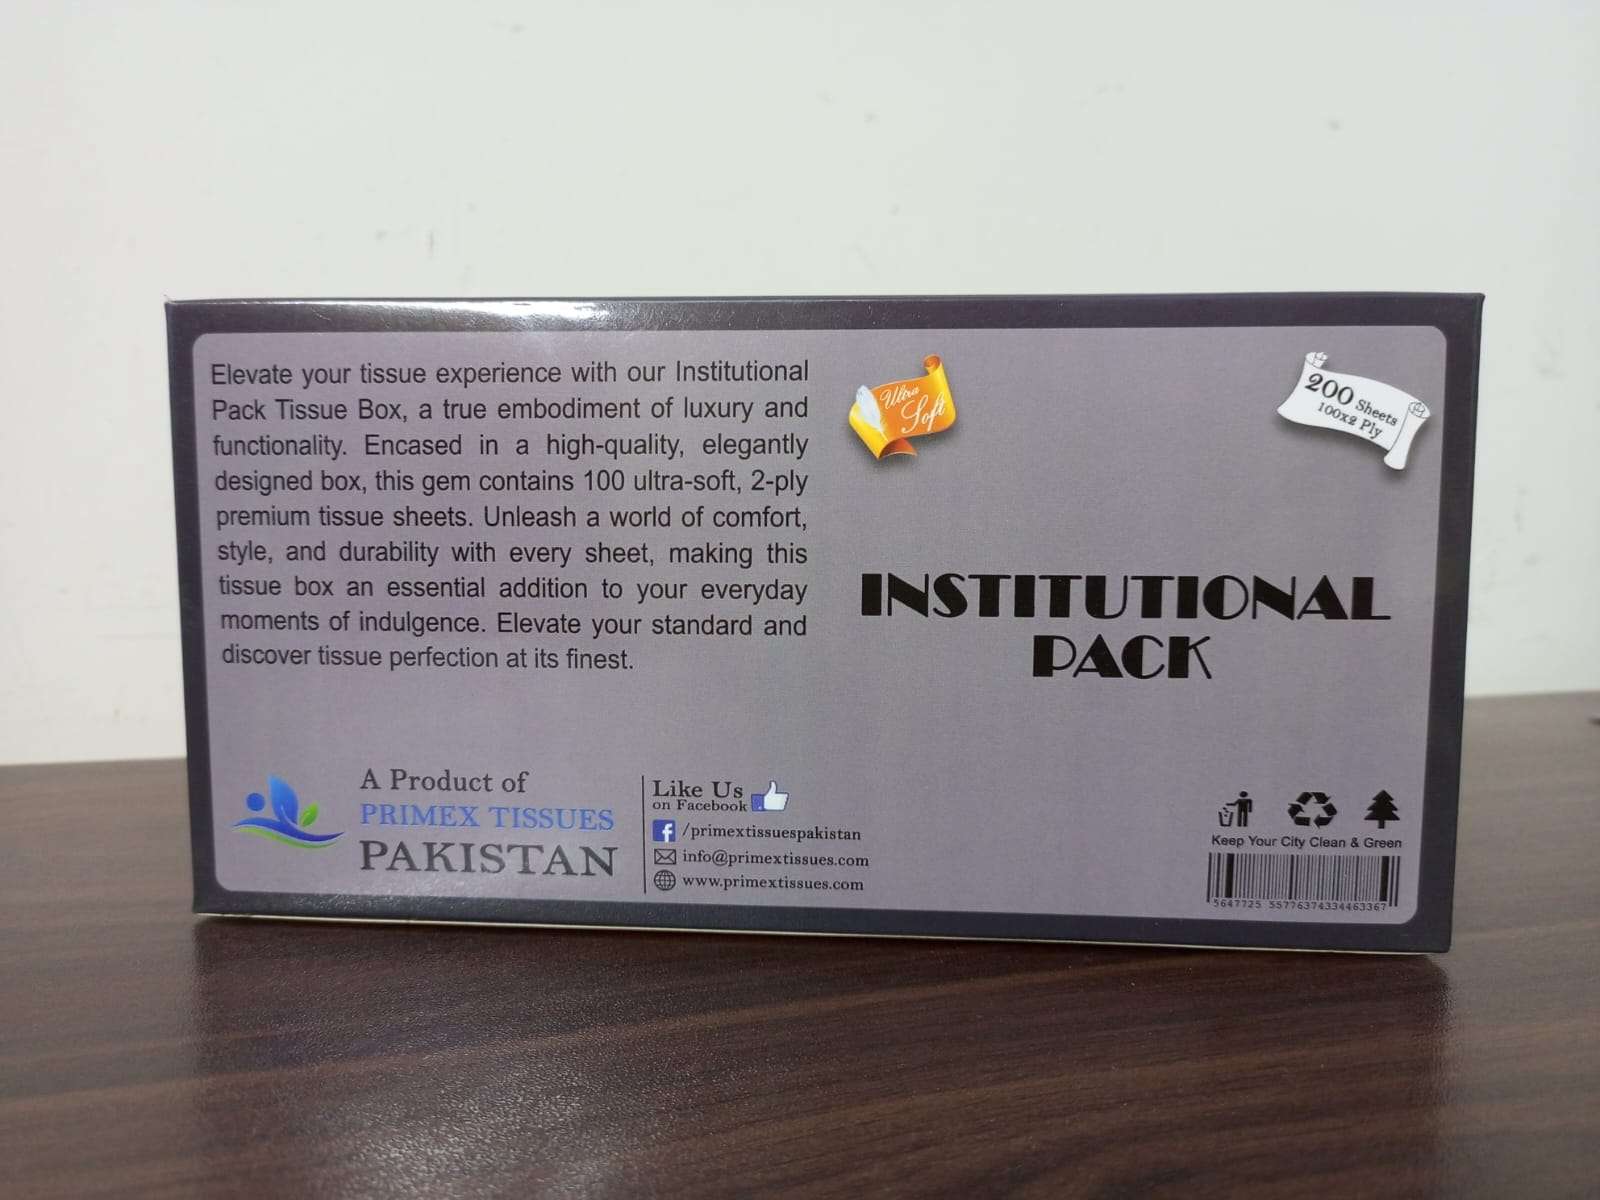 Elevate your tissue experience with our Institutional
Pack Tissue Box, a true embodiment of luxury and
functionality. Encased in a high-quality, elegantly
designed box, this gem contains 100 ultra-soft, 2-ply
premium tissue sheets. Unleash a world of comfort,
style, and durability with every sheet, making this
tissue box an essential addition to your everyday
moments of indulgence. Elevate your standard and
discover tissue perfection at its finest.
Ultra
Soft
200 Sheets
100x2 Ply
INSTITUTIONAL
PACK
A Product of
PRIMEX TISSUES
PAKISTAN
Like Us
on Facebook
f /primextissuespakistan
info@primextissues.com
www.primextissues.com
Keep Your City Clean & Green
5647725 55776374334463367